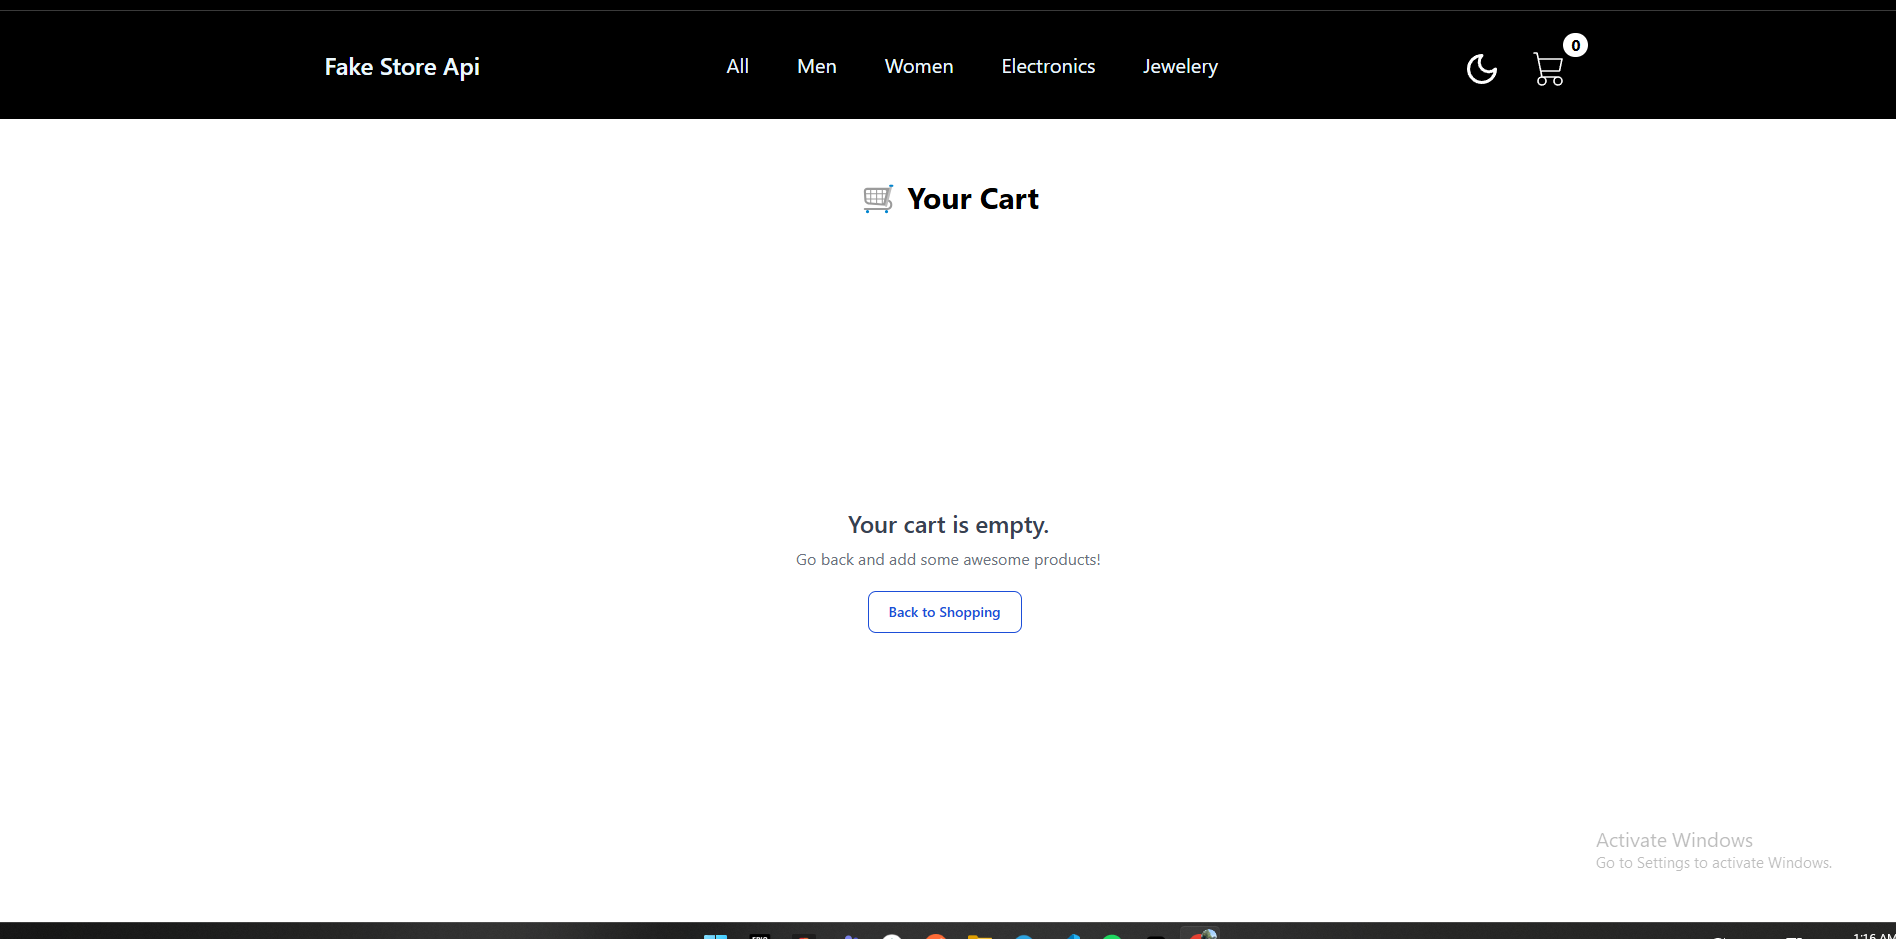 Fake Store Api
All
Men
Women
Electronics
Jewelery
0
Your Cart
Your cart is empty.
Go back and add some awesome products!
Back to Shopping
Activate Windows
Go to Settings to activate Windows.